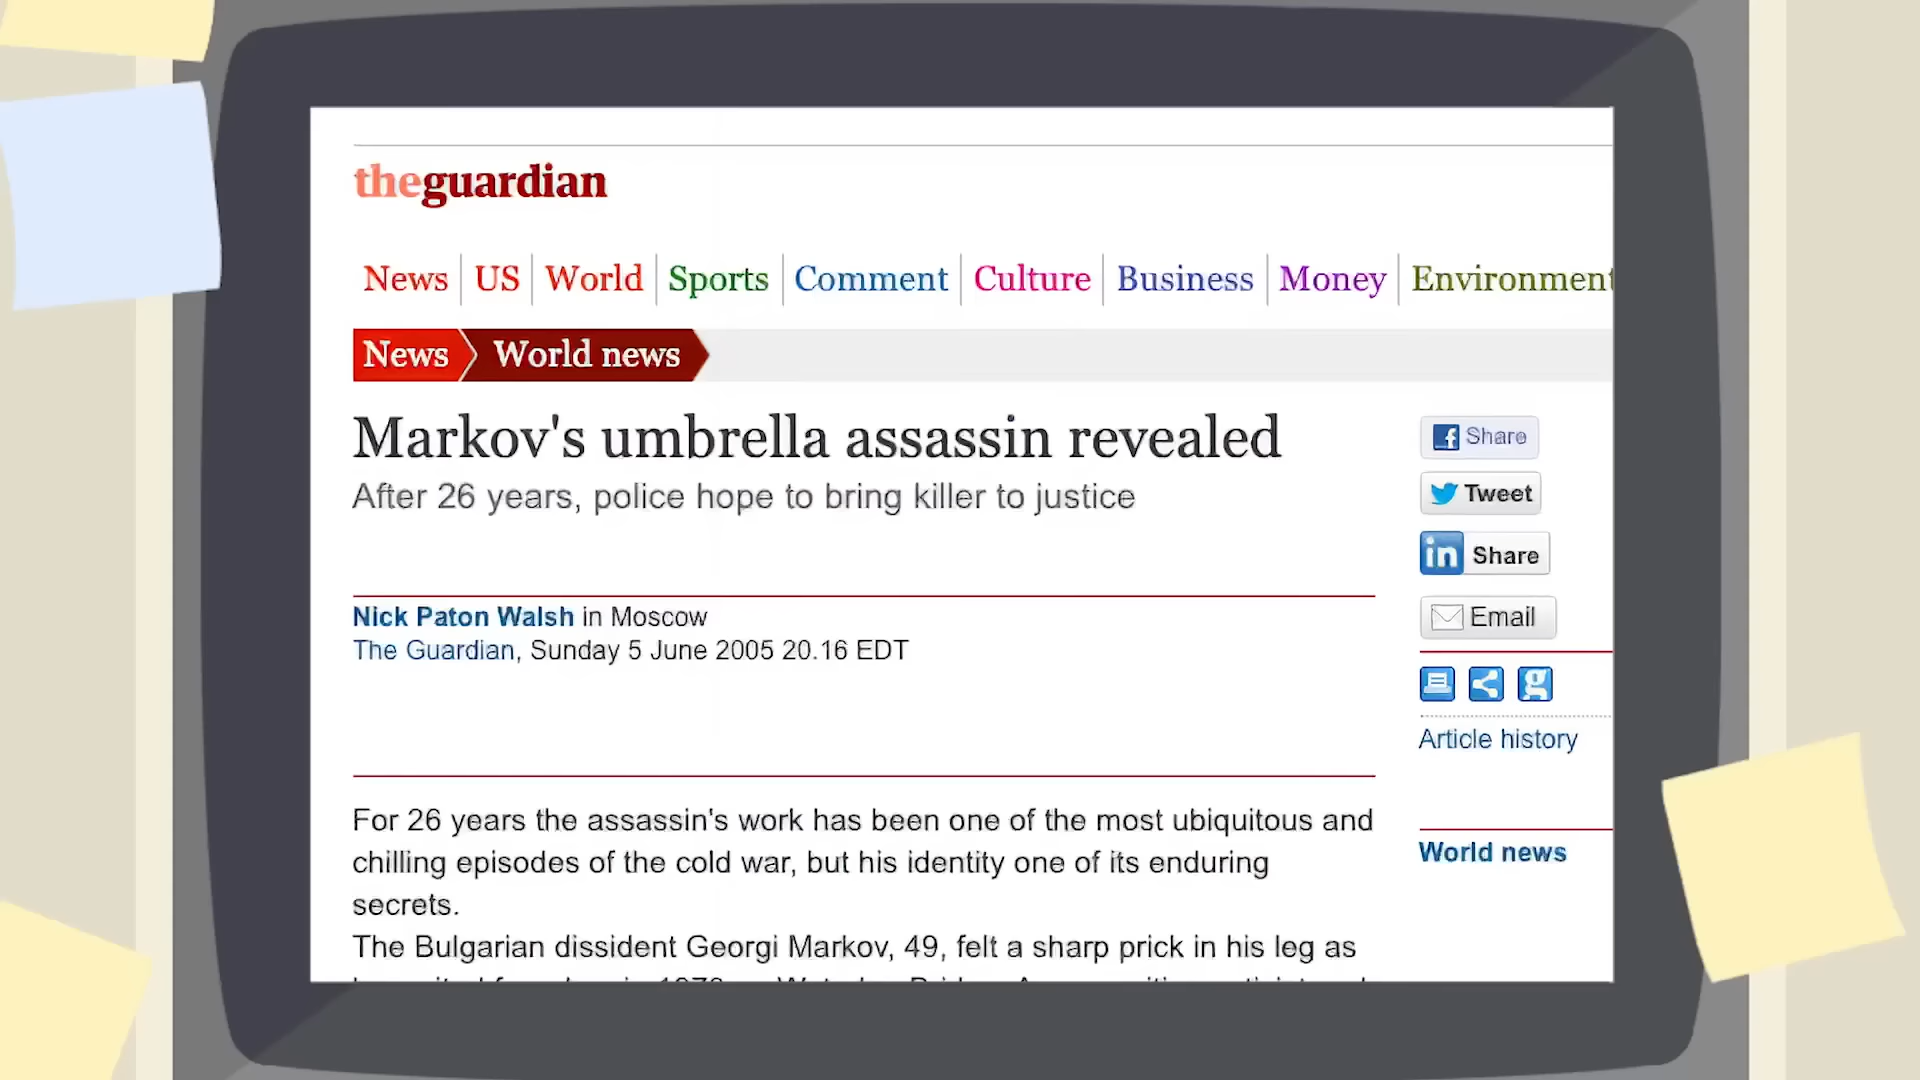 theguardian
News US World Sports Comment Culture Business Money Environment
News World news
Markov's umbrella assassin revealed
After 26 years, police hope to bring killer to justice
Share
Tweet
in Share
Email
Nick Paton Walsh in Moscow
The Guardian, Sunday 5 June 2005 20.16 EDT
Article history
World news
For 26 years the assassin's work has been one of the most ubiquitous and
chilling episodes of the cold war, but his identity one of its enduring
secrets.
The Bulgarian dissident Georgi Markov, 49, felt a sharp prick in his leg as